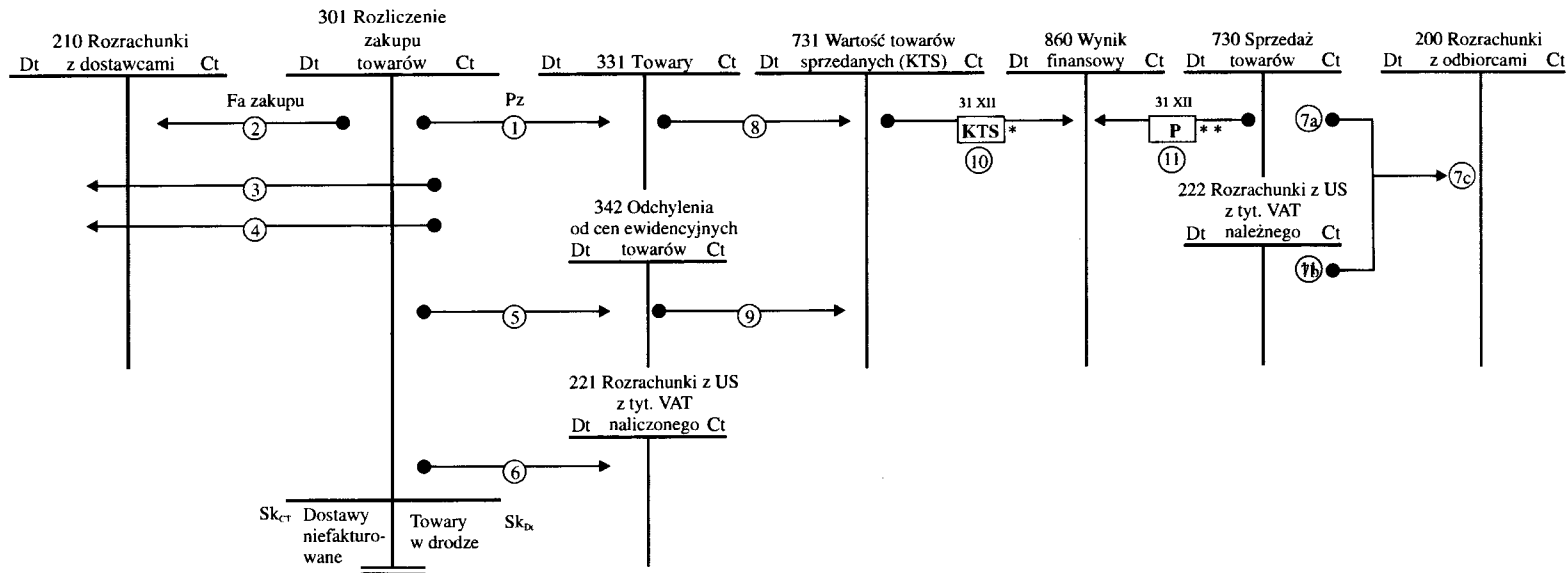 210 Rozrachunki
z dostawcami
Dt Ct
301 Rozliczenie
zakupu
towarów
Dt Ct
331 Towary
Dt Ct
731 Wartość towarów
sprzedanych (KTS)
Dt Ct
860 Wynik
finansowy
Dt Ct
730 Sprzedaż
towarów
Dt Ct
200 Rozrachunki
z odbiorcami
Dt Ct
Fa zakupu
2
Pz
1
8
31 XII
KTS *
10
31 XII
P * *
11
7a
7c
3
4
342 Odchylenia
od cen ewidencyjnych
Dt towarów Ct
222 Rozrachunki z US
z tyt. VAT
Dt należnego Ct
5
9
221 Rozrachunki z US
z tyt. VAT
Dt naliczonego Ct
6
Sk CT Dostawy
niefakturo-
wane
Towary
w drodze
Sk Dt